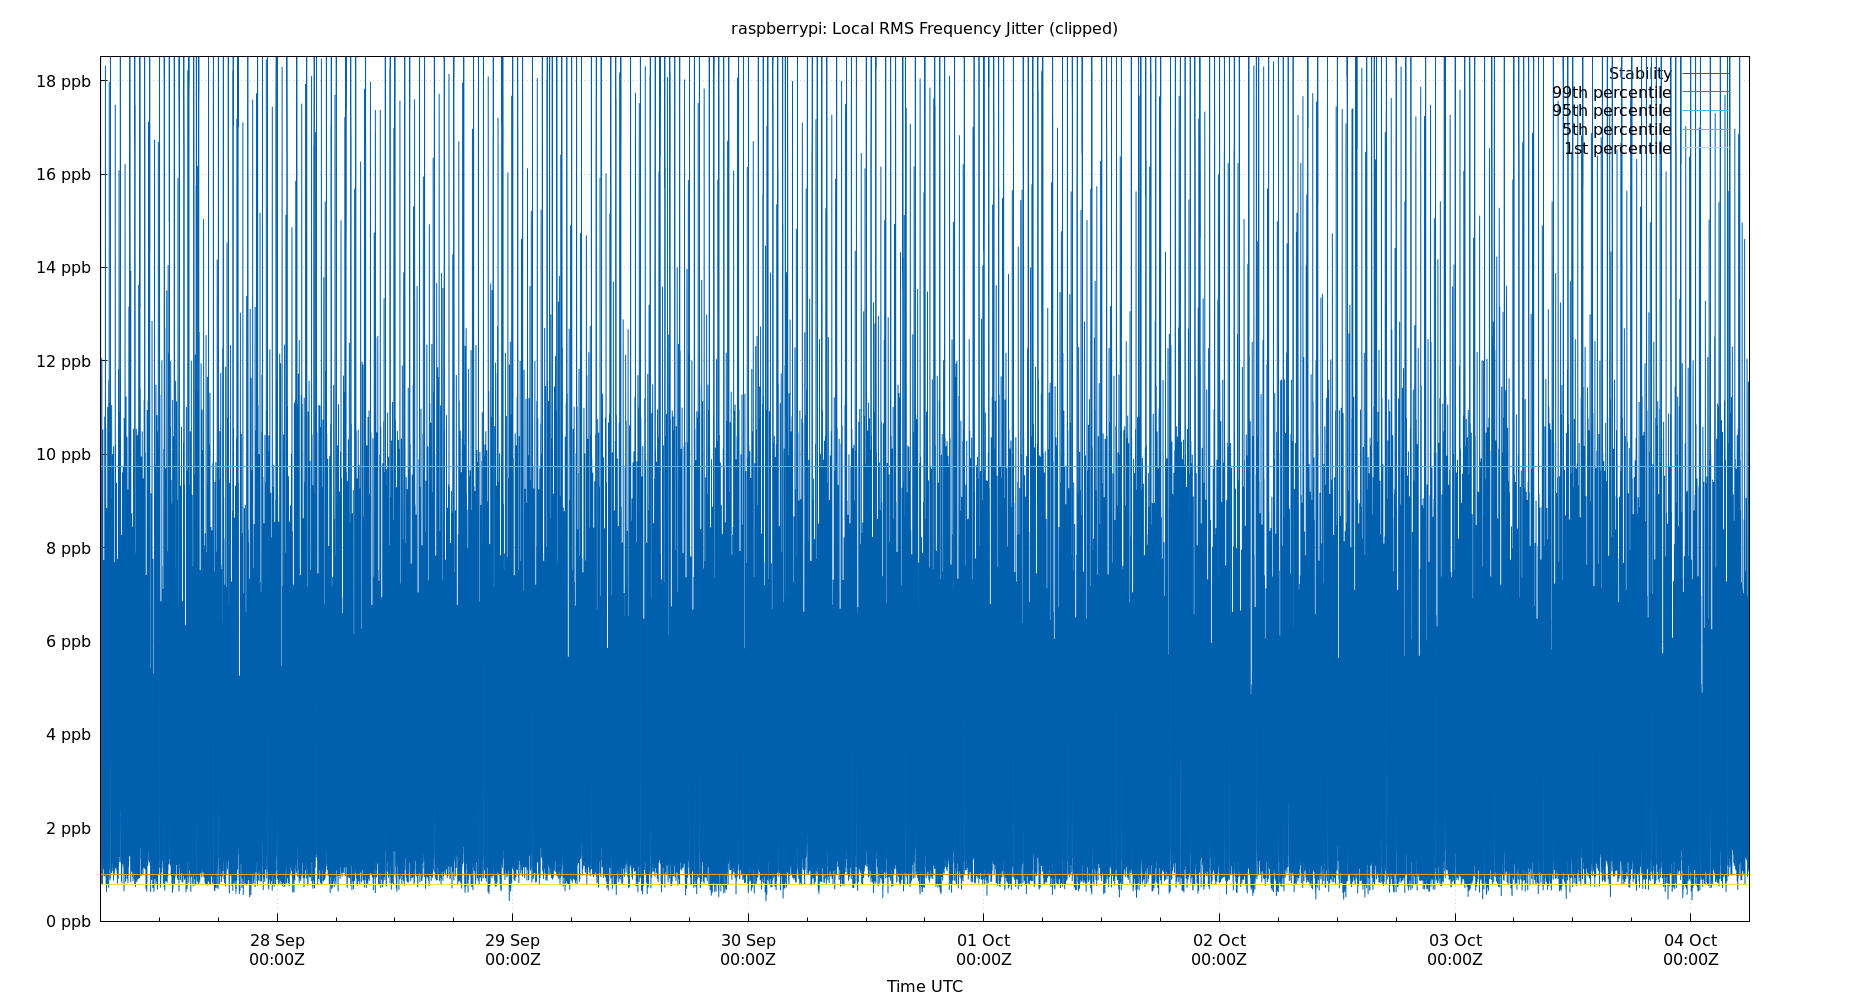 raspberrypi: Local RMS Frequency Jitter (clipped)
18 ppb
16 ppb
14 ppb
12 ppb
10 ppb
8 ppb
6 ppb
4 ppb
2 ppb
0 ppb
Stability
99th percentile
95th percentile
5th percentile
1st percentile
28 Sep 29 Sep 30 Sep 01 Oct 02 Oct 03 Oct 04 Oct
00:00Z 00:00Z 00:00Z 00:00Z 00:00Z 00:00Z 00:00Z
Time UTC